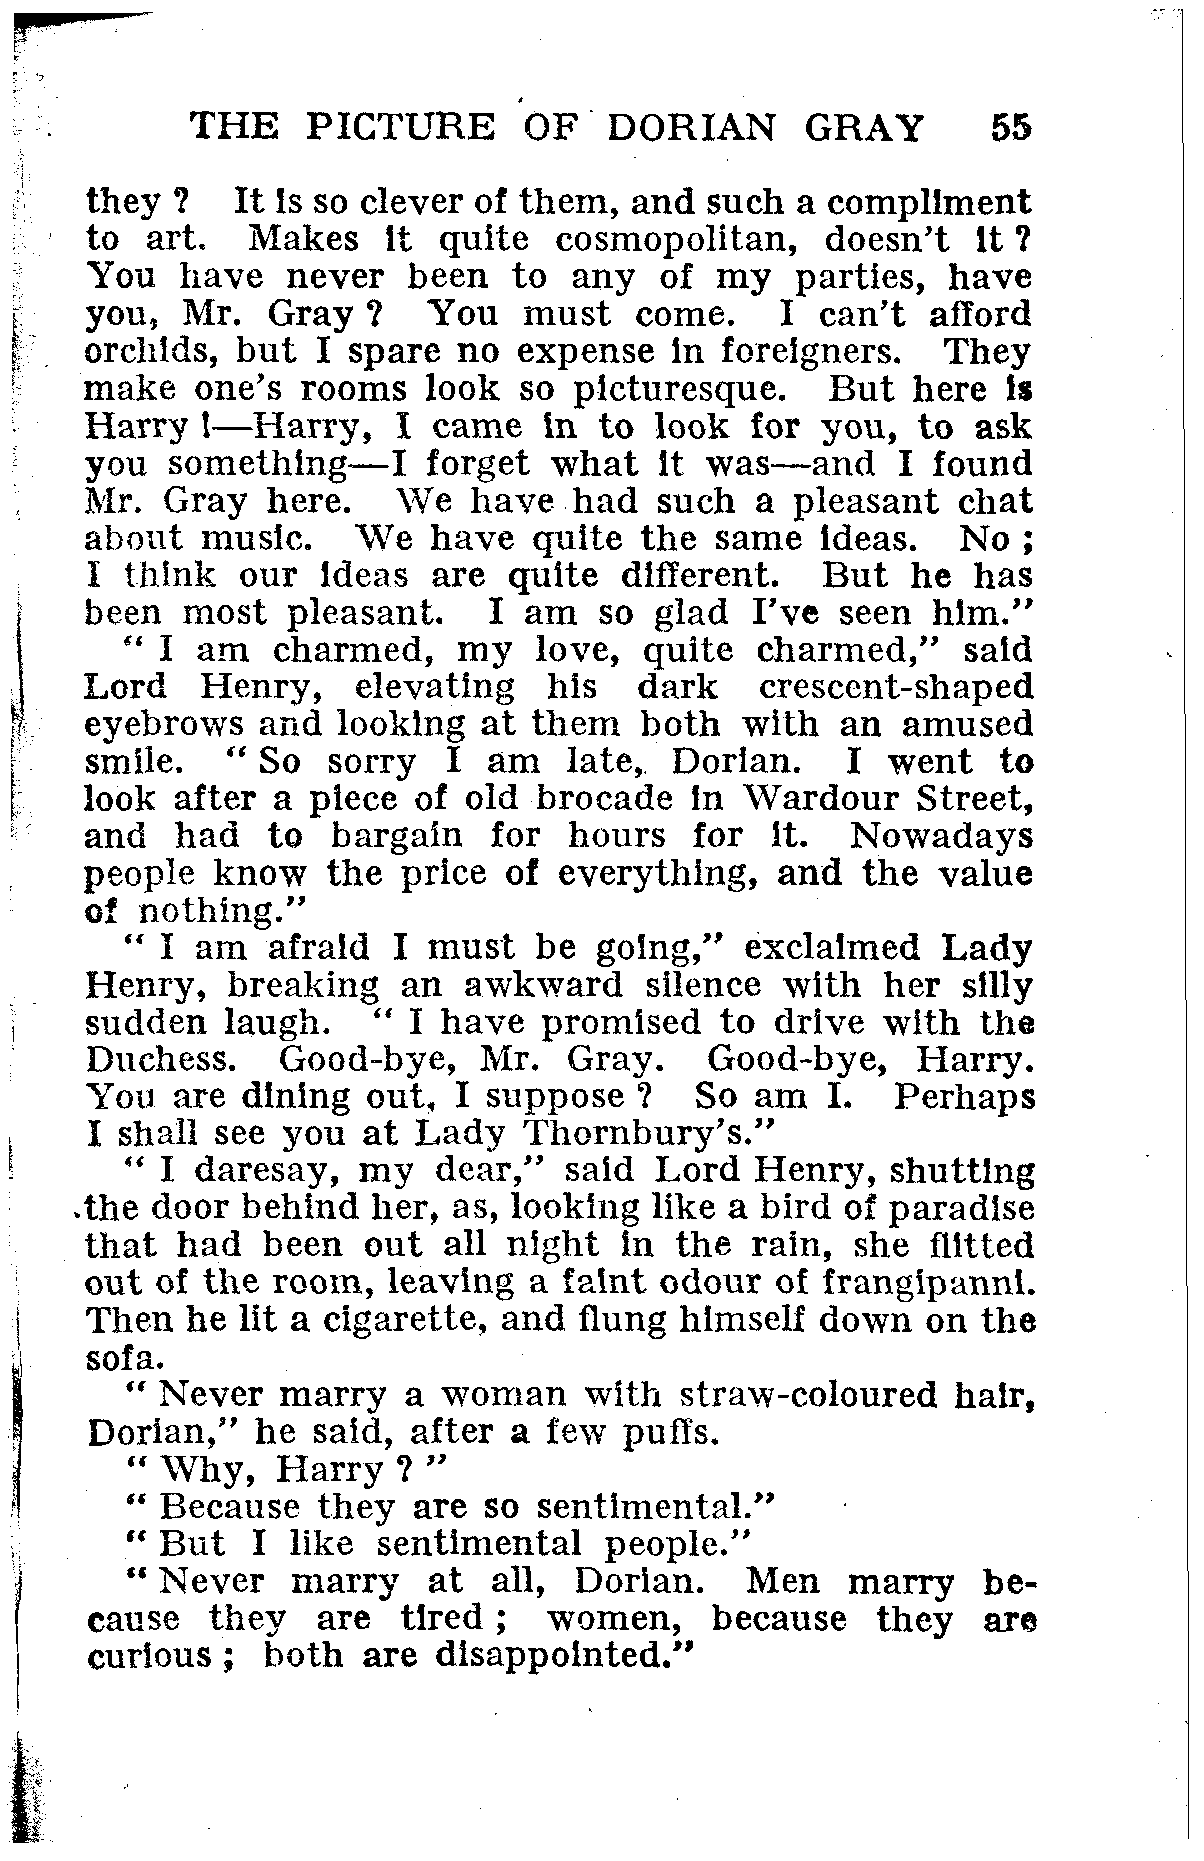 THE PICTURE OF DORIAN GRAY 55
they ? It is so clever of them, and such a compliment
to art. Makes it quite cosmopolitan, doesn't it ?
You have never been to any of my parties, have
you, Mr. Gray ? You must come. I can't afford
orchids, but I spare no expense in foreigners. They
make one's rooms look so picturesque. But here is
Harry !—Harry, I came in to look for you, to ask
you something—I forget what it was—and I found
Mr. Gray here. We have had such a pleasant chat
about music. We have quite the same ideas. No ;
I think our ideas are quite different. But he has
been most pleasant. I am so glad I've seen him."
" I am charmed, my love, quite charmed," said
Lord Henry, elevating his dark crescent-shaped
eyebrows and looking at them both with an amused
smile. " So sorry I am late, Dorian. I went to
look after a piece of old brocade in Wardour Street,
and had to bargain for hours for it. Nowadays
people know the price of everything, and the value
of nothing."
" I am afraid I must be going," exclaimed Lady
Henry, breaking an awkward silence with her silly
sudden laugh. " I have promised to drive with the
Duchess. Good-bye, Mr. Gray. Good-bye, Harry.
You are dining out, I suppose ? So am I. Perhaps
I shall see you at Lady Thornbury's."
" I daresay, my dear," said Lord Henry, shutting
the door behind her, as, looking like a bird of paradise
that had been out all night in the rain, she flitted
out of the room, leaving a faint odour of frangipanni.
Then he lit a cigarette, and flung himself down on the
sofa.
" Never marry a woman with straw-coloured hair,
Dorian," he said, after a few puffs.
" Why, Harry ? "
" Because they are so sentimental."
" But I like sentimental people."
" Never marry at all, Dorian. Men marry be-
cause they are tired ; women, because they are
curious ; both are disappointed."